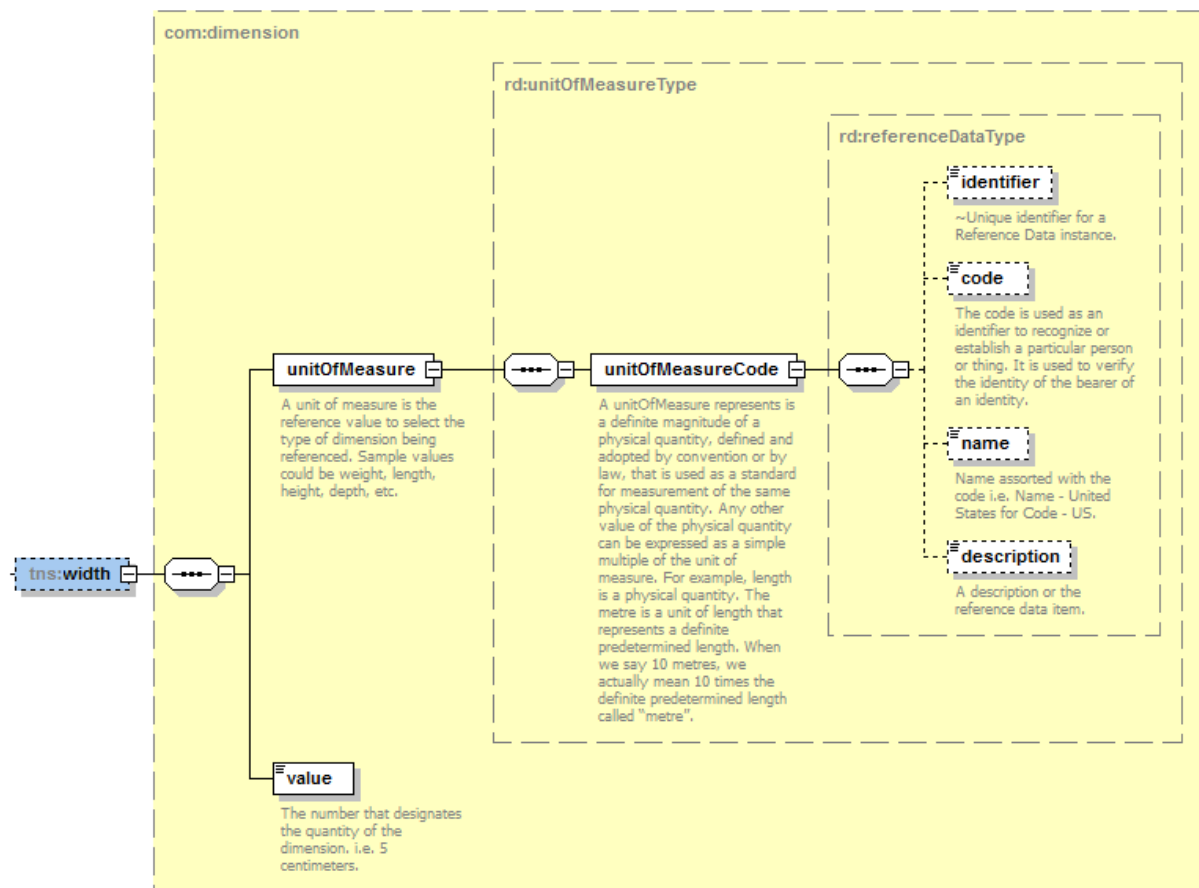 com:dimension
rd:unitOfMeasureType
rd:referenceDataType
identifier
~Unique identifier for a
Reference Data instance.
code
The code is used as an
identifier to recognize or
establish a particular person
or thing. It is used to verify
the identity of the bearer of
an identity.
unitOfMeasure
A unit of measure is the
reference value to select the
type of dimension being
referenced. Sample values
could be weight, length,
height, depth, etc.
unitOfMeasureCode
A unitOfMeasure represents is
a definite magnitude of a
physical quantity, defined and
adopted by convention or by
law, that is used as a standard
for measurement of the same
physical quantity. Any other
value of the physical quantity
can be expressed as a simple
multiple of the unit of
measure. For example, length
is a physical quantity. The
metre is a unit of length that
represents a definite
predetermined length. When
we say 10 metres, we
actually mean 10 times the
definite predetermined length
called “metre”.
name
Name assorted with the
code i.e. Name - United
States for Code - US.
description
A description or the
reference data item.
tns:width
value
The number that designates
the quantity of the
dimension. i.e. 5
centimeters.